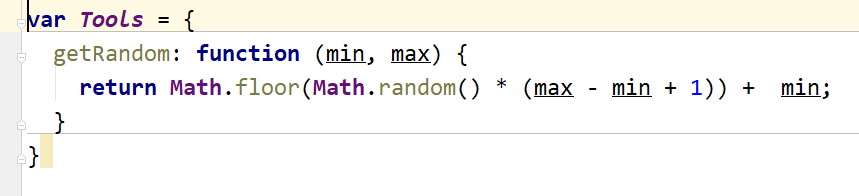 var Tools = {
  getRandom: function (min, max) {
    return Math.floor(Math.random() * (max - min + 1)) +  min;
  }
}